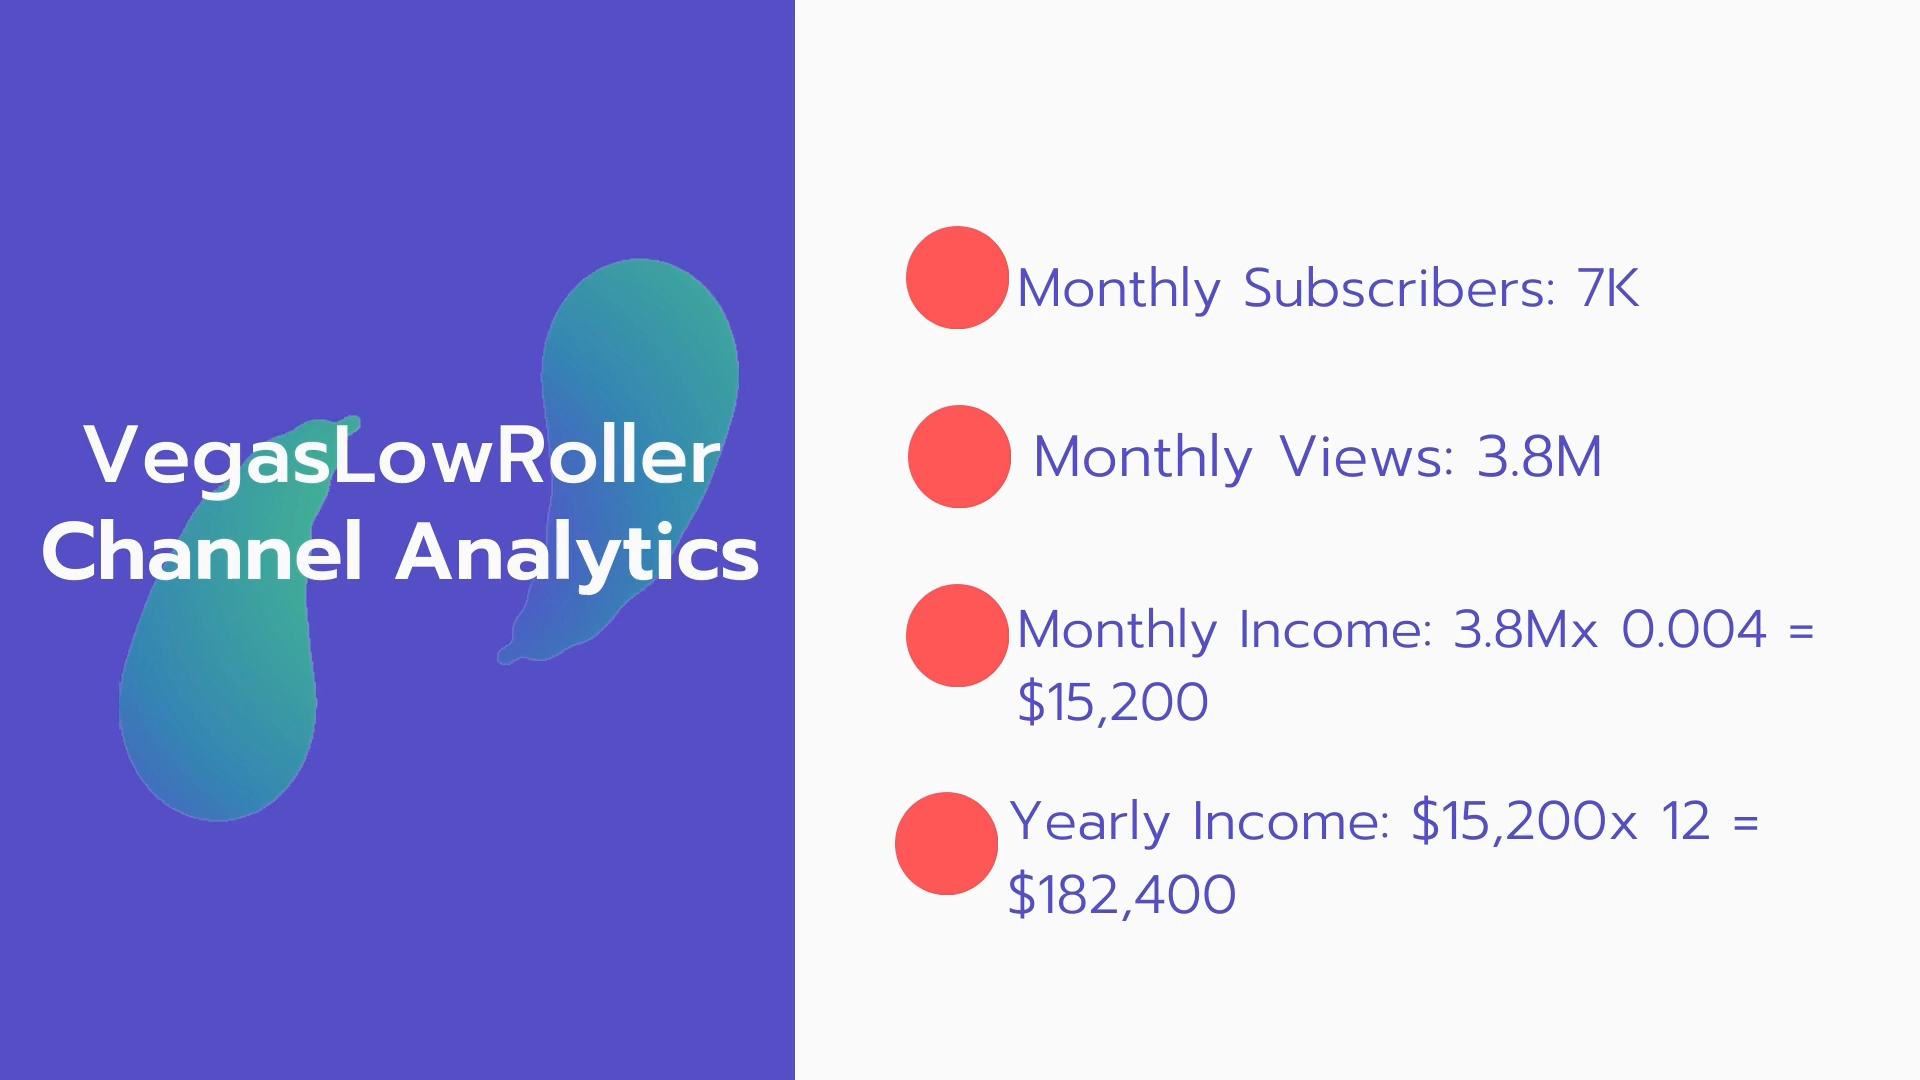 VegasLowRoller
Channel Analytics
Monthly Subscribers: 7K
Monthly Views: 3.8M
Monthly Income: 3.8Mx 0.004 =
$15,200
Yearly Income: $15,200x 12 =
$182,400